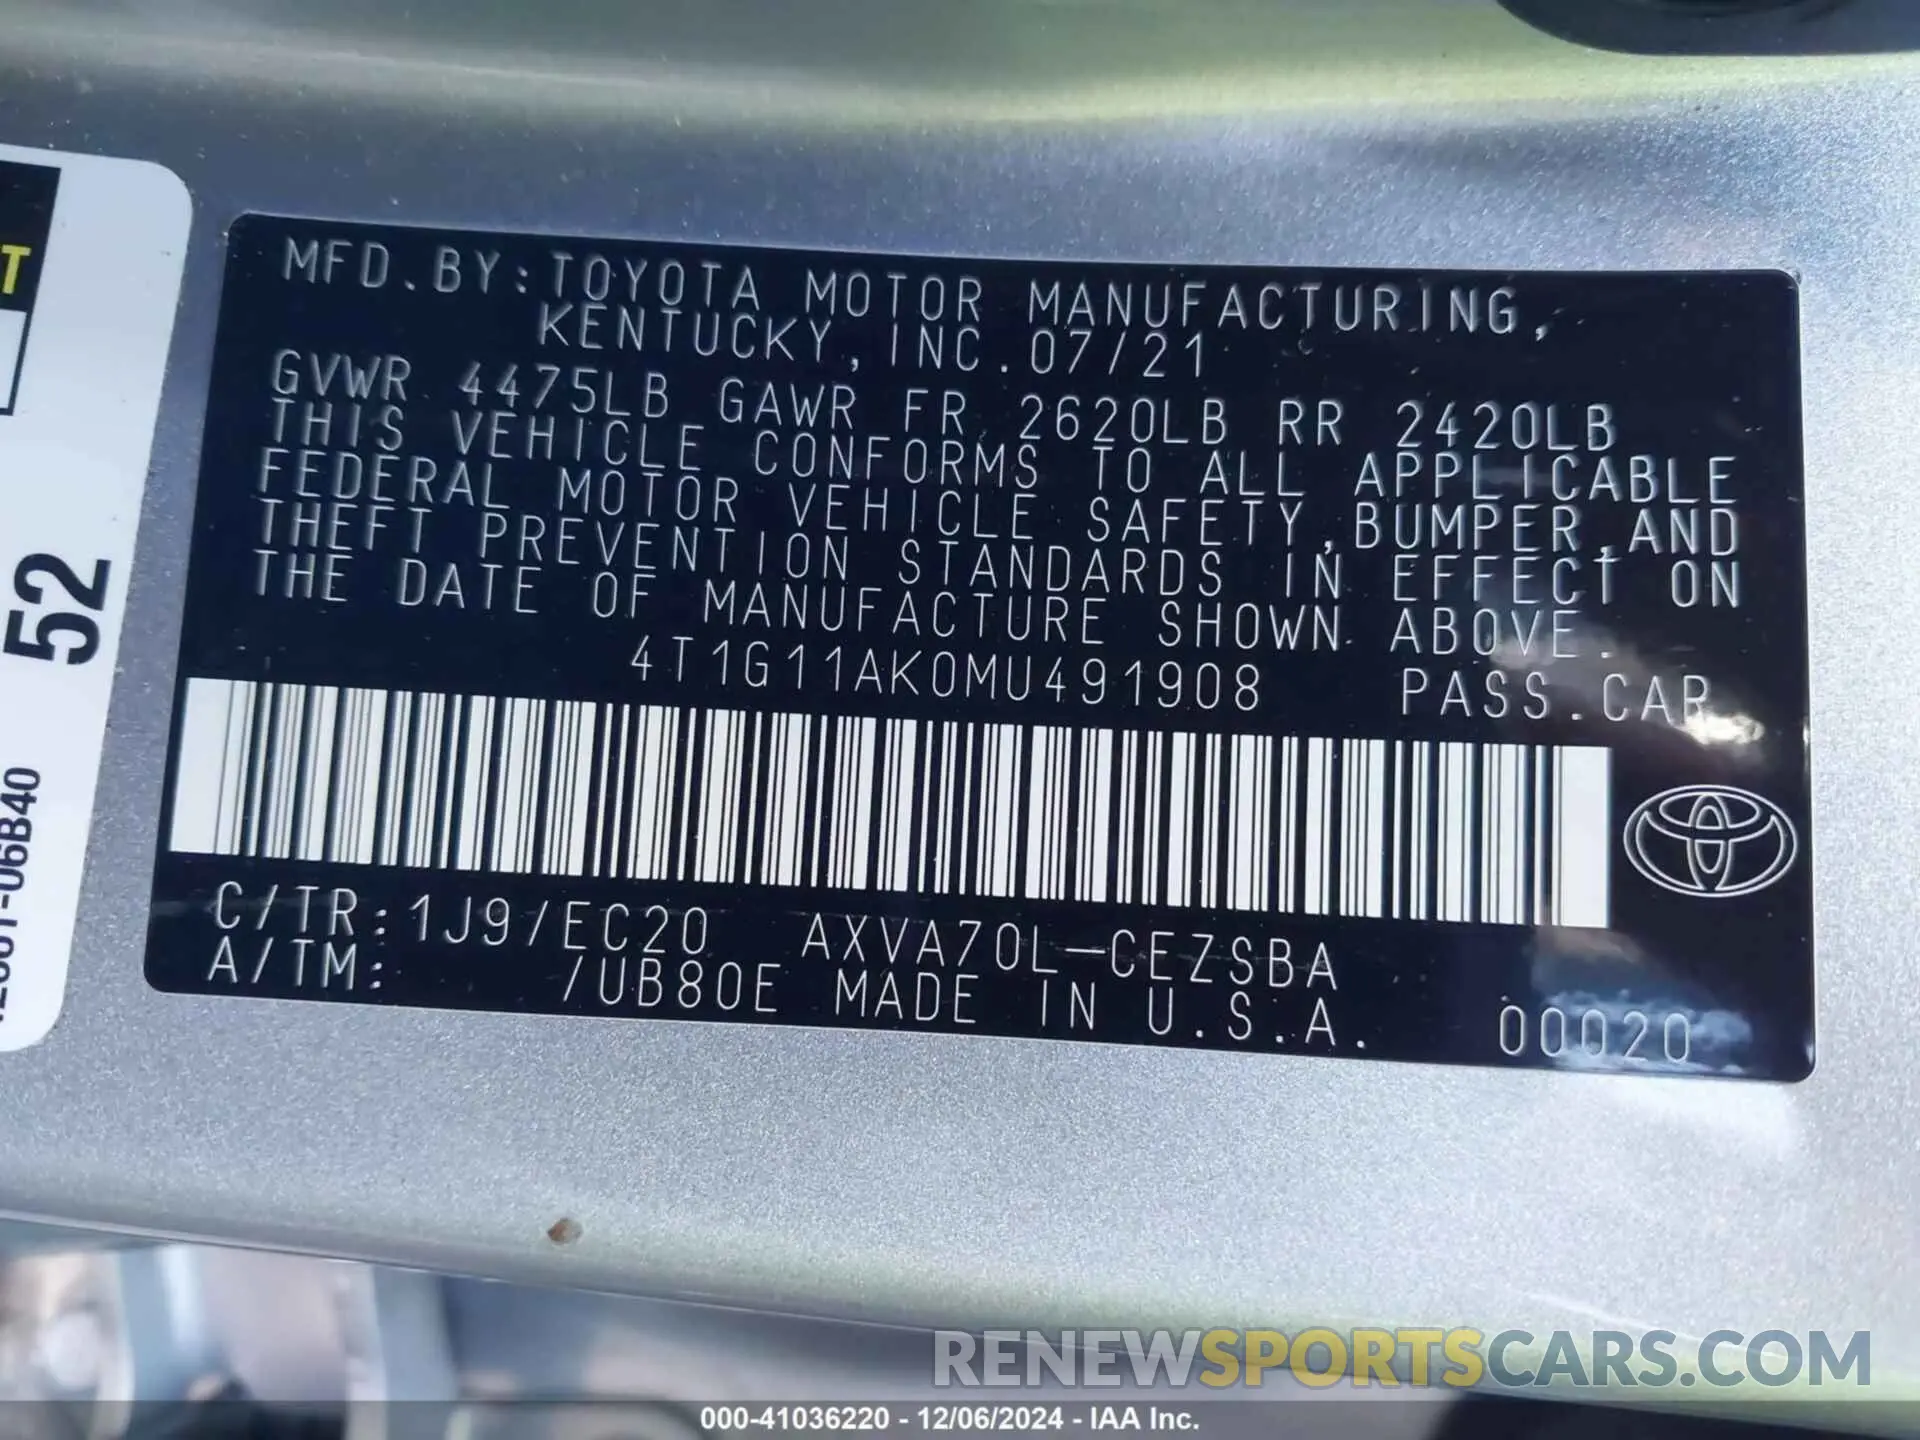 MFD.BY:TOYOTA MOTOR MANUFACTURING,
KENTUCKY, INC. 07/21
GVWR 4475LB GAWR FR 2620LB RR 2420LB
THIS VEHICLE CONFORMS TO ALL APPLICABLE
FEDERAL MOTOR VEHICLE SAFETY,BUMPER,AND
THEFT PREVENTION STANDARDS IN EFFECT ON
THE DATE OF MANUFACTURE SHOWN ABOVE.
4T1G11AK0MU491908 PASS.CAR
C/TR:1J9/EC20 AXVA70L-CEZSBA
A/TM: /UB80E MADE IN U.S.A. 00020
T
52
06B40
RENEWSPORTSCARS.COM
000-41036220 - 12/06/2024 - IAA Inc.